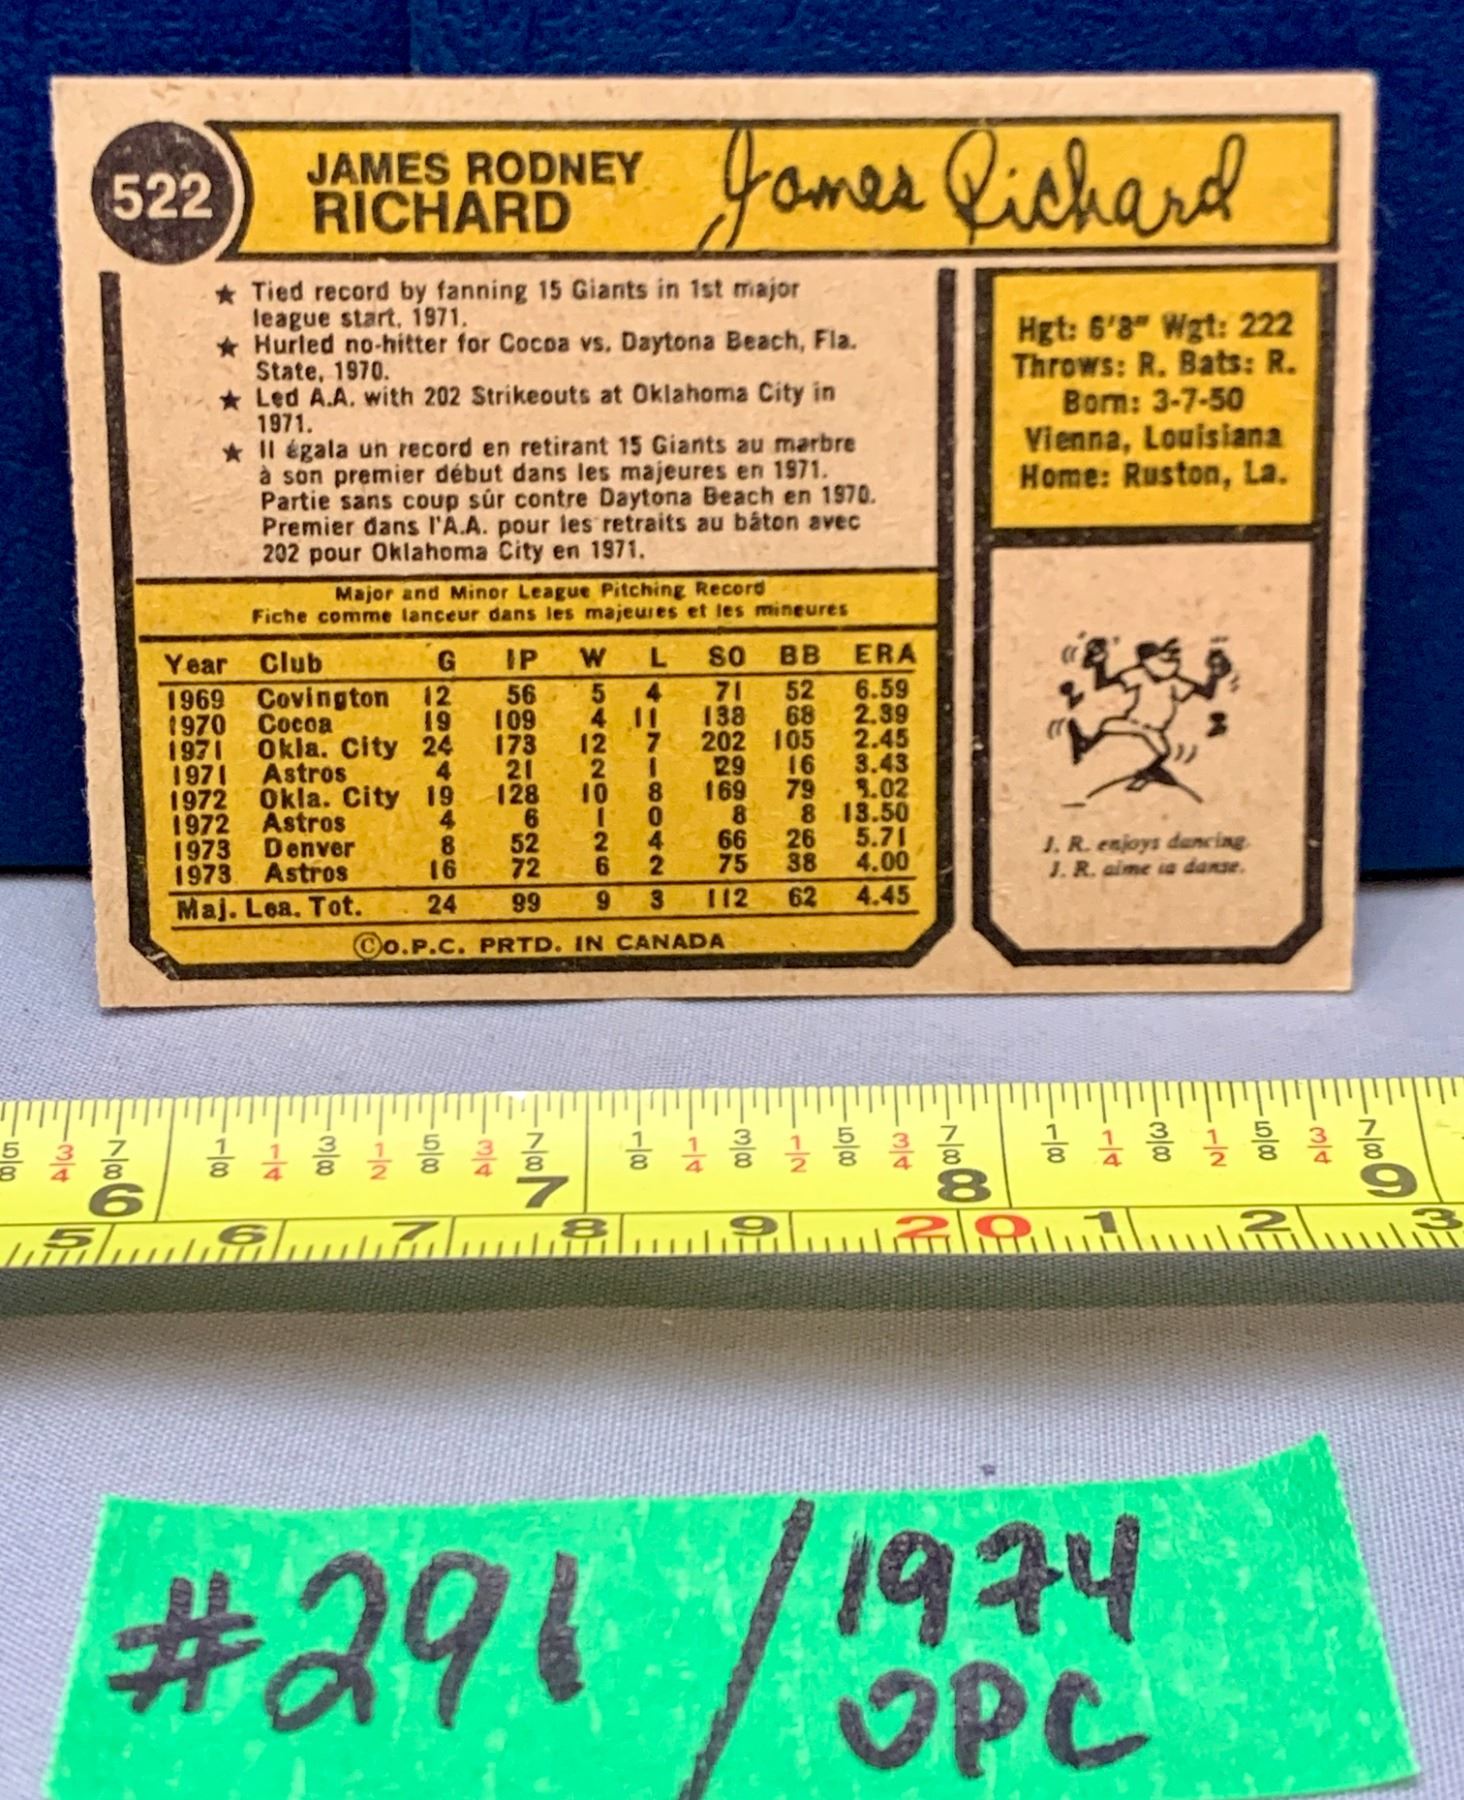 522
JAMES RODNEY
RICHARD
James Richard
★ Tied record by fanning 15 Giants in 1st major
league start, 1971.
★ Hurled no-hitter for Cocoa vs. Daytona Beach, Fla.
State, 1970.
★ Led A.A. with 202 Strikeouts at Oklahoma City in
1971.
★ Il égala un record en retirant 15 Giants au marbre
à son premier début dans les majeures en 1971.
Partie sans coup sûr contre Daytona Beach en 1970.
Premier dans l'A.A. pour les retraits au bâton avec
202 pour Oklahoma City en 1971.
Hgt: 6'8" Wgt: 222
Throws: R. Bats: R.
Born: 3-7-50
Vienna, Louisiana
Home: Ruston, La.
Major and Minor League Pitching Record
Fiche comme lanceur dans les majeures et les mineures
Year Club G IP W L SO BB ERA
1969 Covington 12 56 5 4 71 52 6.59
1970 Cocoa 19 109 4 11 138 68 2.39
1971 Okla. City 24 173 12 7 202 105 2.45
1971 Astros 4 21 2 1 29 16 3.43
1972 Okla. City 19 128 10 8 169 79 3.02
1972 Astros 4 6 1 0 8 8 13.50
1973 Denver 8 52 2 4 66 26 5.71
1973 Astros 16 72 6 2 75 38 4.00
Maj. Lea. Tot. 24 99 9 3 112 62 4.45
©O.P.C. PRTD. IN CANADA
J. R. enjoys dancing.
J. R. aime la danse.
5/8 3/4 7/8 1/8 1/4 3/8 1/2 5/8 3/4 7/8 1/8 1/4 3/8 1/2 5/8 3/4 7/8 1/8 1/4 3/8 1/2 5/8 3/4 7/8
6 7 8 9
5 6 7 8 9 20 1 2 3
#291 / 1974
OPC